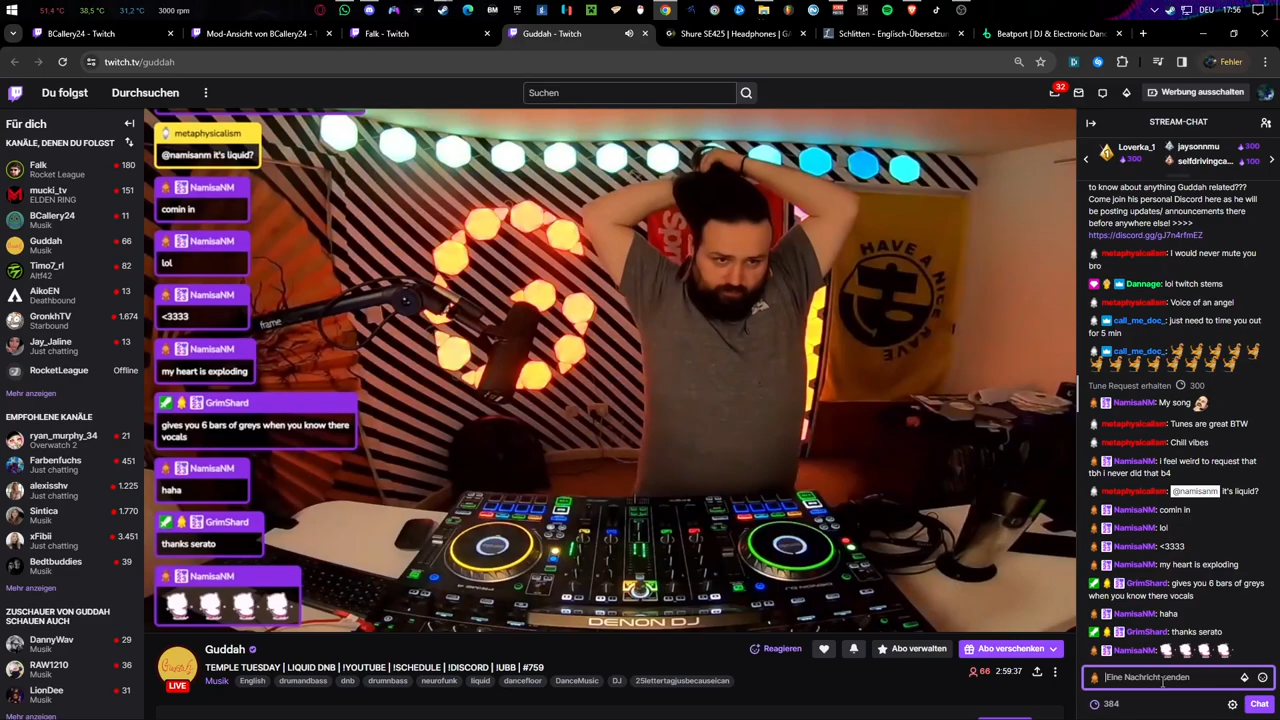 51,4 °C 38,5 °C 31,2 °C 3000 rpm
DEU 17:56
BCallery24 - Twitch
Mod-Ansicht von BCallery24 - T
Falk - Twitch
Guddah - Twitch
Shure SE425 | Headphones | GA
Schlitten - Englisch-Übersetzung
Beatport | DJ & Electronic Danc
twitch.tv/guddah
Fehler
Du folgst
Durchsuchen
Suchen
32
Werbung ausschalten
Für dich
KANÄLE, DENEN DU FOLGST
Falk 180
Rocket League
mucki_tv 151
ELDEN RING
BCallery24 11
Musik
Guddah 66
Musik
Timo7_rl 82
Altf42
AikoEN 13
Deathbound
GronkhTV 1.674
Starbound
Jay_Jaline 13
Just chatting
RocketLeague Offline
Mehr anzeigen
EMPFOHLENE KANÄLE
ryan_murphy_34 21
Overwatch 2
Farbenfuchs 451
Just chatting
alexisshv 1.225
Just chatting
Sintica 1.770
Musik
xFibii 3.451
Just chatting
Bedtbuddies 39
Musik
Mehr anzeigen
ZUSCHAUER VON GUDDAH
SCHAUEN AUCH
DannyWav 29
Musik
RAW1210 36
Musik
LionDee 31
Musik
Mehr anzeigen
metaphysicalism
@namisanm it's liquid?
NamisaNM
comin in
NamisaNM
lol
NamisaNM
<3333
NamisaNM
my heart is exploding
GrimShard
gives you 6 bars of greys when you know there
vocals
NamisaNM
haha
GrimShard
thanks serato
NamisaNM
frame
HAVE A NICE RAVE
DENON DJ
Guddah
LIVE
TEMPLE TUESDAY | LIQUID DNB | !YOUTUBE | !SCHEDULE | !DISCORD | !UBB | #759
Musik English drumandbass dnb drumnbass neurofunk liquid dancefloor DanceMusic DJ 25lettertagjusbecauseican
Reagieren
Abo verwalten
Abo verschenken
66 2:59:37
STREAM-CHAT
Loverka_1
300
jaysonnmu 300
selfdrivingca... 100
to know about anything Guddah related???
Come join his personal Discord here as he will
be posting updates/ announcements there
before anywhere else! >>>>
https://discord.gg/gJ7n4rfmEZ
metaphysicalism: I would never mute you
bro
Dannage: lol twitch stems
metaphysicalism: Voice of an angel
call_me_doc_: just need to time you out
for 5 min
call_me_doc_:
Tune Request erhalten 300
NamisaNM: My song
metaphysicalism: Tunes are great BTW
metaphysicalism: Chill vibes
NamisaNM: i feel weird to request that
tbh i never did that b4
metaphysicalism: @namisanm it's liquid?
NamisaNM: comin in
NamisaNM: lol
NamisaNM: <3333
NamisaNM: my heart is exploding
GrimShard: gives you 6 bars of greys
when you know there vocals
NamisaNM: haha
GrimShard: thanks serato
NamisaNM:
Eine Nachricht senden
384
Chat